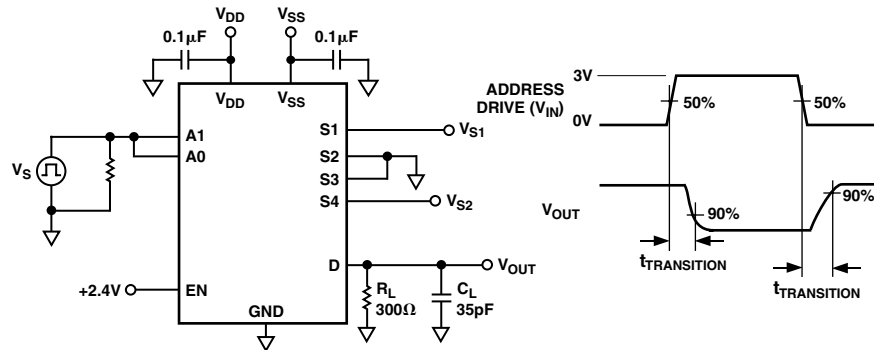 VDD VSS
0.1µF 0.1µF
VDD VSS
A1
A0
VS
S1 VS1
S2
S3
S4 VS2
D VOUT
+2.4V EN
GND
RL
300Ω
CL
35pF
ADDRESS
DRIVE (VIN)
3V
0V
50% 50%
VOUT
90% 90%
tTRANSITION
tTRANSITION